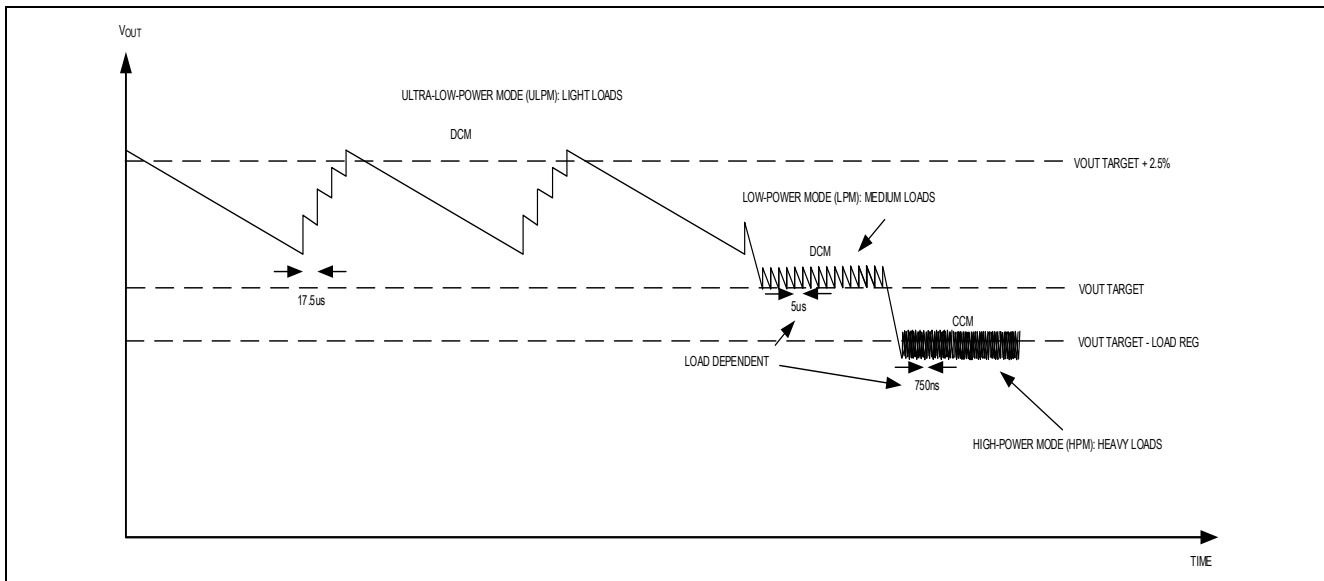 VOUT
ULTRA-LOW-POWER MODE (ULPM): LIGHT LOADS
DCM
VOUT TARGET + 2.5%
LOW-POWER MODE (LPM): MEDIUM LOADS
DCM
17.5us
VOUT TARGET
5us
CCM
VOUT TARGET - LOAD REG
LOAD DEPENDENT
750ns
HIGH-POWER MODE (HPM): HEAVY LOADS
TIME